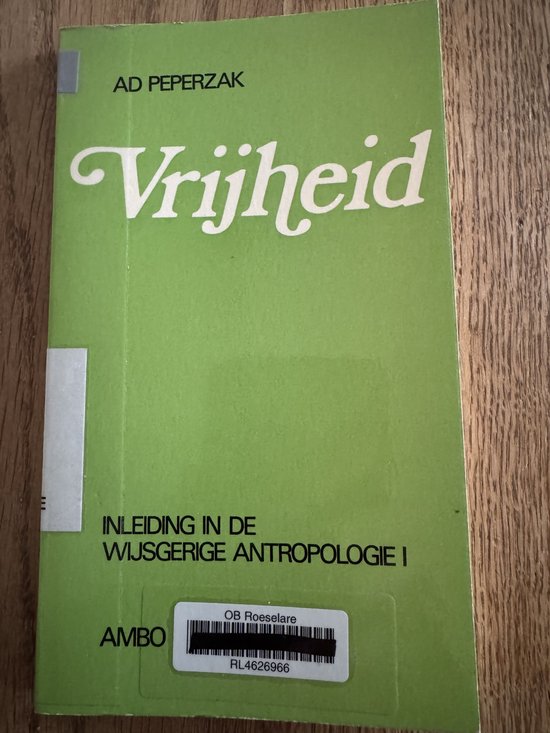 AD PEPERZAK
Vrijheid
INLEIDING IN DE
WIJSGERIGE ANTROPOLOGIE I
AMBO
OB Roeselare
RL4626966